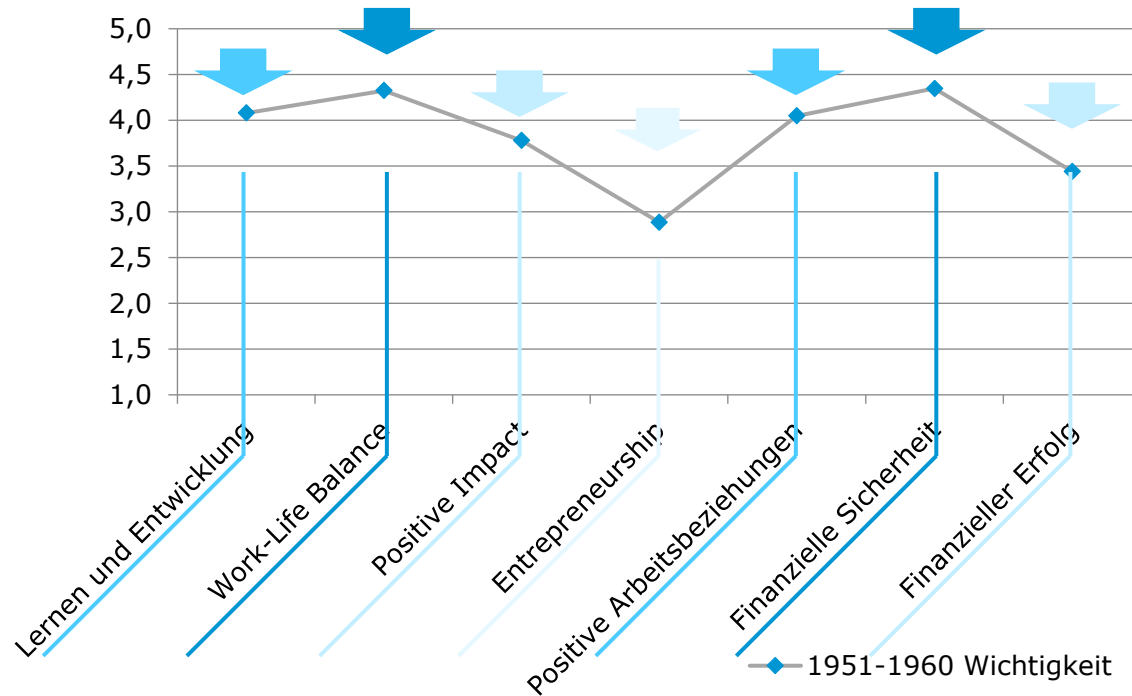 5,0
4,5
4,0
3,5
3,0
2,5
2,0
1,5
1,0
Lernen und Entwicklung
Work-Life Balance
Positive Impact
Entrepreneurship
Positive Arbeitsbeziehungen
Finanzielle Sicherheit
Finanzieller Erfolg
1951-1960 Wichtigkeit